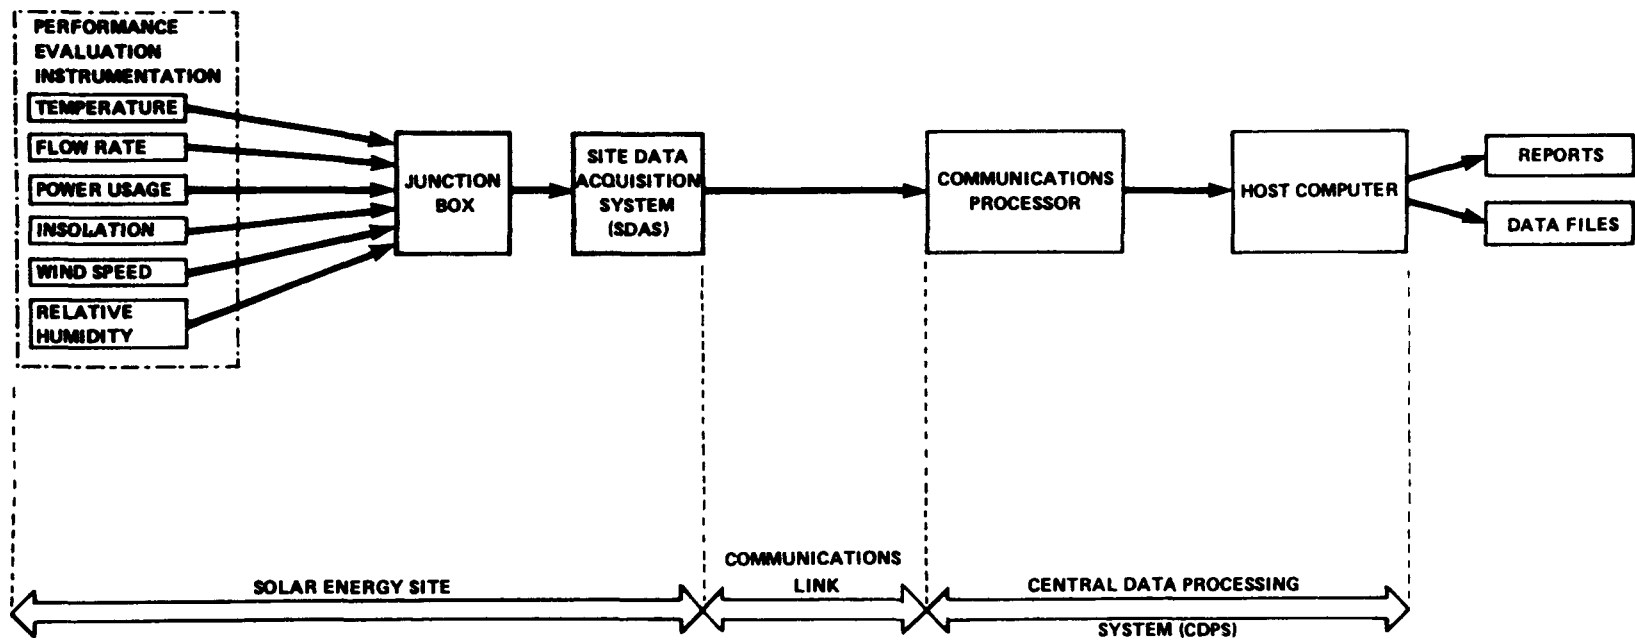 PERFORMANCE
EVALUATION
INSTRUMENTATION
TEMPERATURE
FLOW RATE
POWER USAGE
INSOLATION
WIND SPEED
RELATIVE
HUMIDITY
JUNCTION
BOX
SITE DATA
ACQUISITION
SYSTEM
(SDAS)
COMMUNICATIONS
PROCESSOR
HOST COMPUTER
REPORTS
DATA FILES
SOLAR ENERGY SITE
COMMUNICATIONS
LINK
CENTRAL DATA PROCESSING
SYSTEM (CDPS)